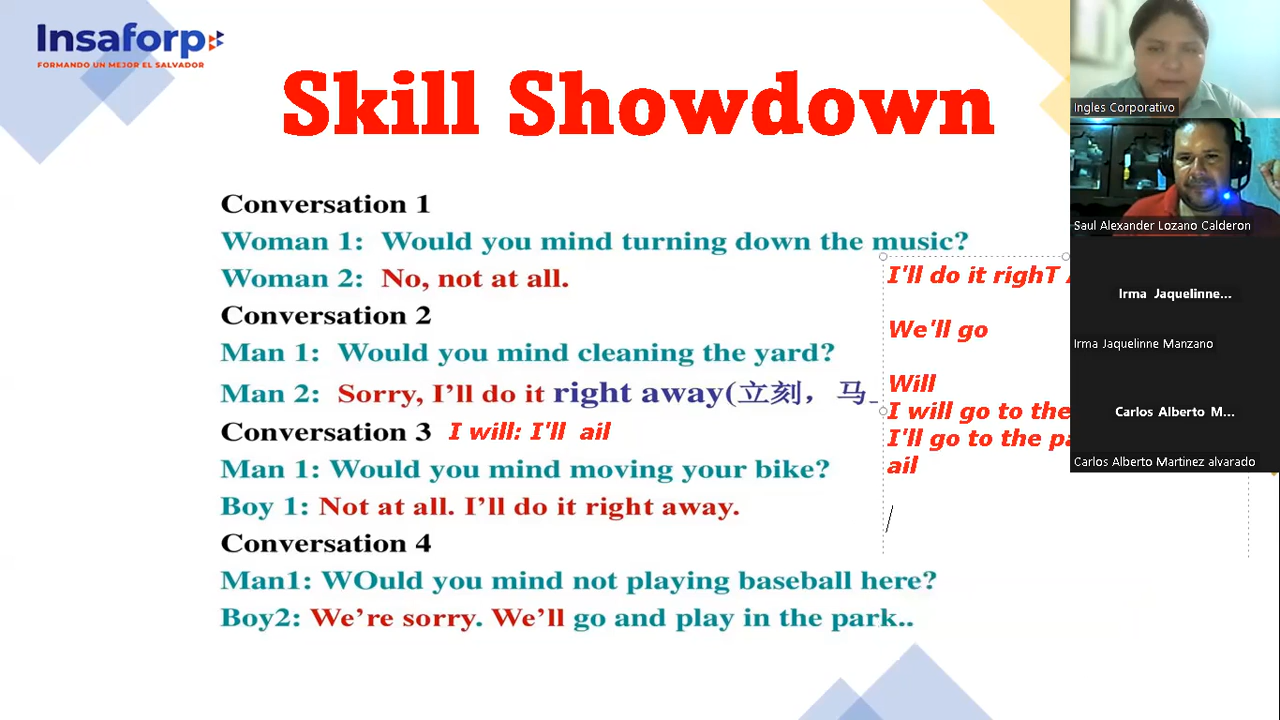 Insaforp
FORMANDO UN MEJOR EL SALVADOR
Skill Showdown
Conversation 1
Woman 1: Would you mind turning down the music?
Woman 2: No, not at all.
Conversation 2
Man 1: Would you mind cleaning the yard?
Man 2: Sorry, I'll do it right away(立刻，马
Conversation 3 I will: I'll ail
Man 1: Would you mind moving your bike?
Boy 1: Not at all. I'll do it right away.
Conversation 4
Man1: WOuld you mind not playing baseball here?
Boy2: We're sorry. We'll go and play in the park..
I'll do it righT
We'll go
Will
I will go to the
I'll go to the
ail
/
Ingles Corporativo
Saul Alexander Lozano Calderon
Irma Jaquelinne...
Irma Jaquelinne Manzano
Carlos Alberto M...
Carlos Alberto Martinez alvarado